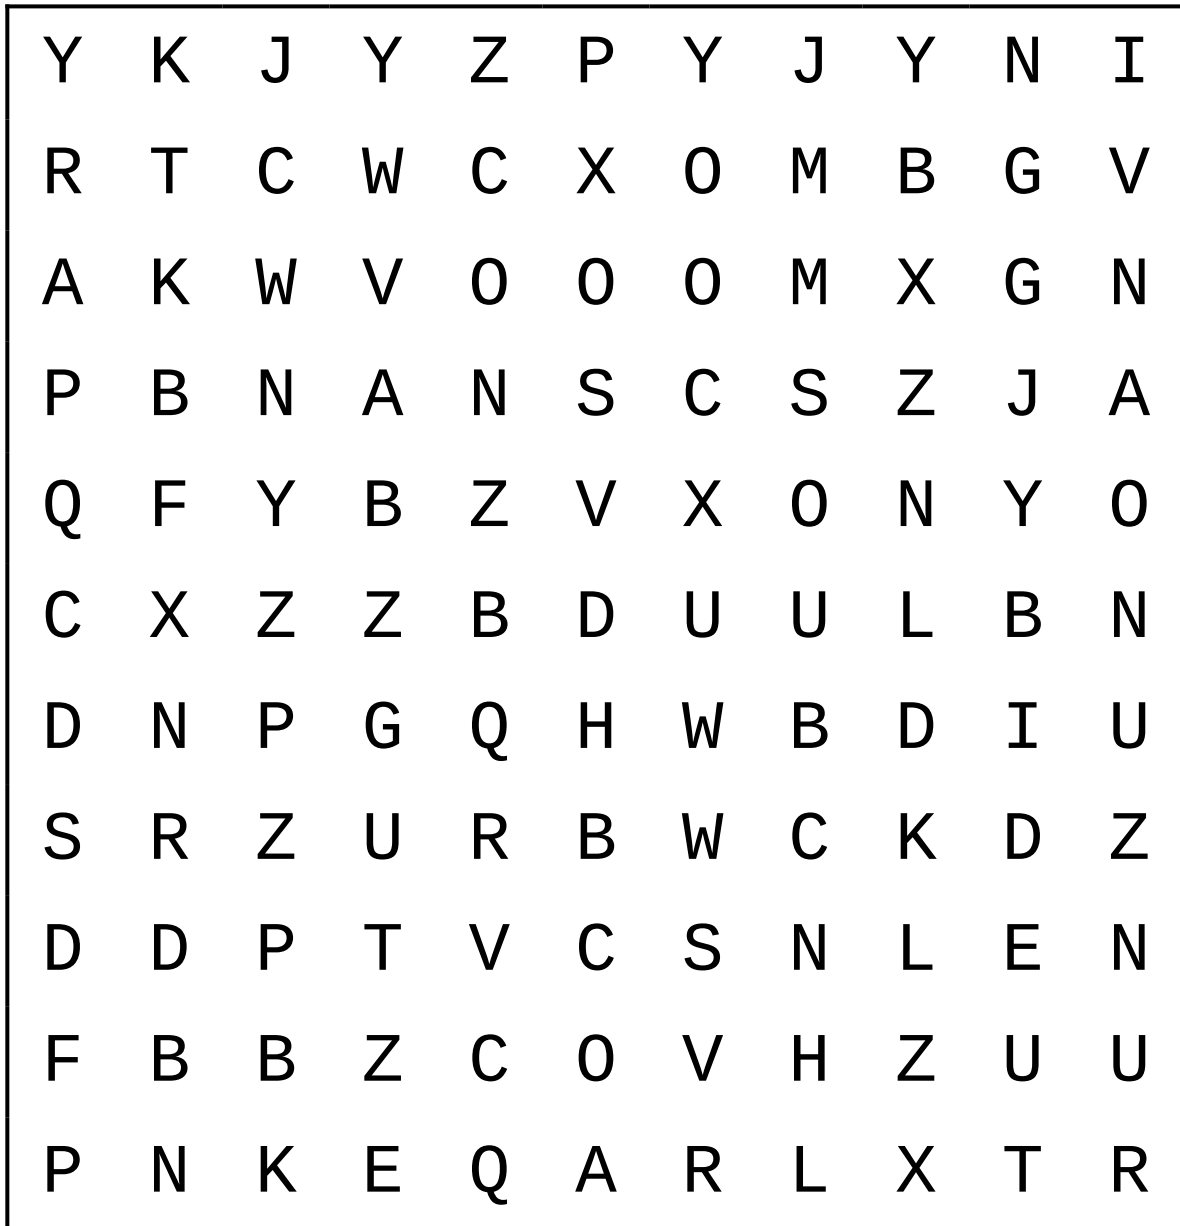 Y K J Y Z P Y J Y N I
R T C W C X O M B G V
A K W V O O O M X G N
P B N A N S C S Z J A
Q F Y B Z V X O N Y O
C X Z Z B D U U L B N
D N P G Q H W B D I U
S R Z U R B W C K D Z
D D P T V C S N L E N
F B B Z C O V H Z U U
P N K E Q A R L X T R